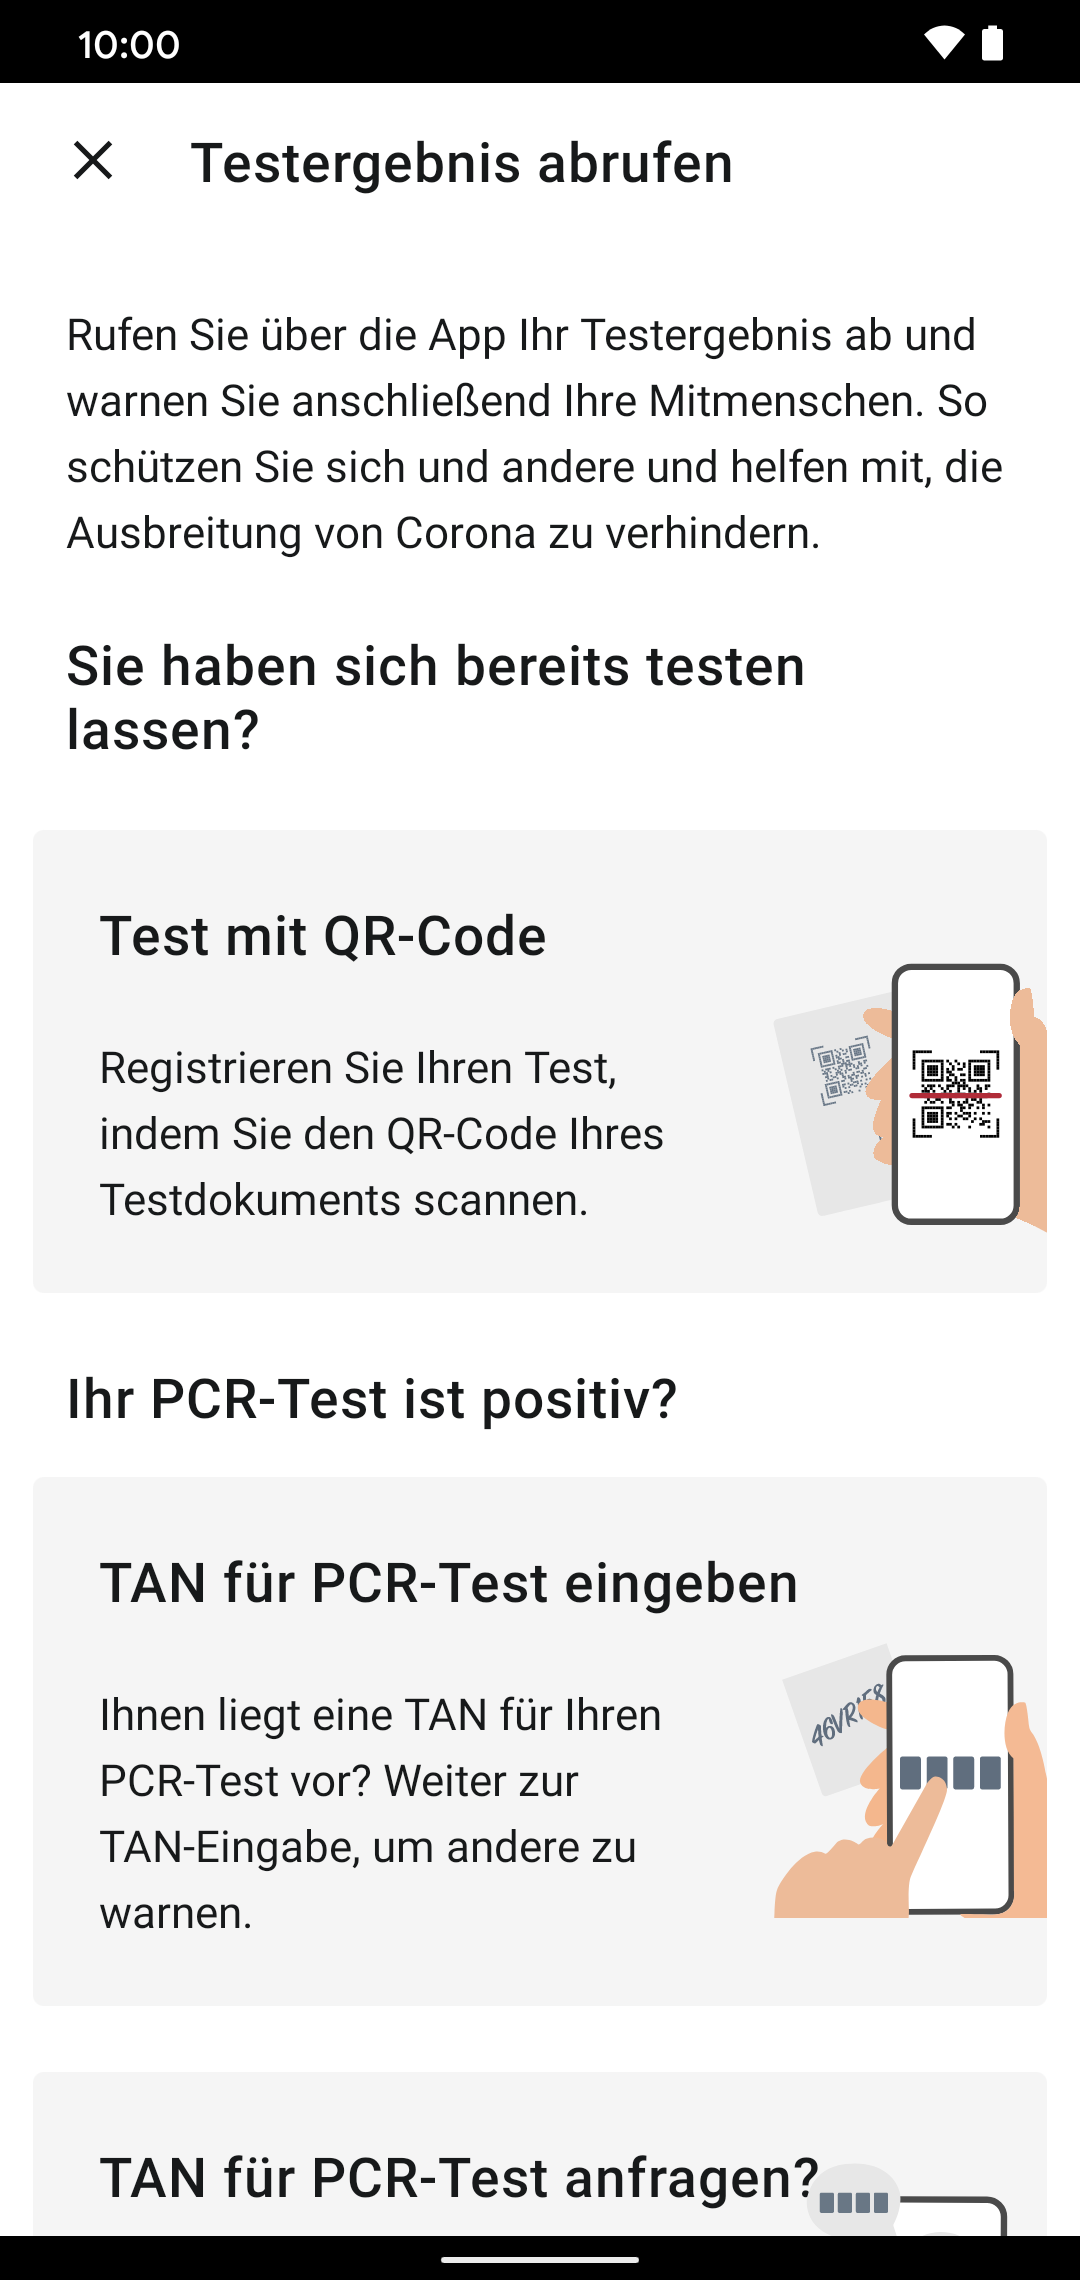 10:00
Testergebnis abrufen
Rufen Sie über die App Ihr Testergebnis ab und
warnen Sie anschließend Ihre Mitmenschen. So
schützen Sie sich und andere und helfen mit, die
Ausbreitung von Corona zu verhindern.
Sie haben sich bereits testen
lassen?
Test mit QR-Code
Registrieren Sie Ihren Test,
indem Sie den QR-Code Ihres
Testdokuments scannen.
Ihr PCR-Test ist positiv?
TAN für PCR-Test eingeben
Ihnen liegt eine TAN für Ihren
PCR-Test vor? Weiter zur
TAN-Eingabe, um andere zu
warnen.
TAN für PCR-Test anfragen?